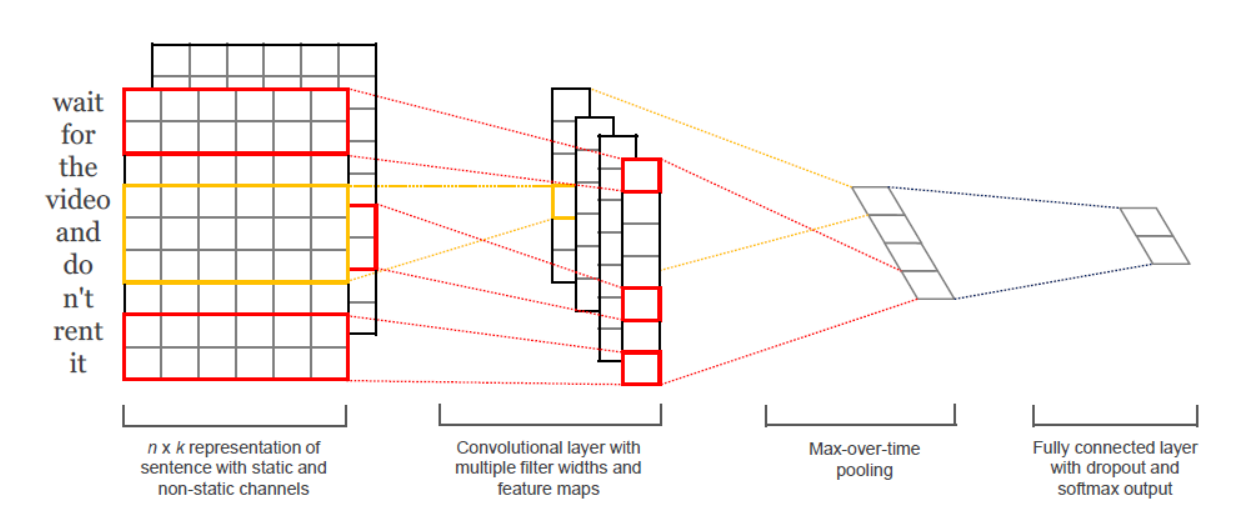 wait
for
the
video
and
do
n't
rent
it
n x k representation of
sentence with static and
non-static channels
Convolutional layer with
multiple filter widths and
feature maps
Max-over-time
pooling
Fully connected layer
with dropout and
softmax output